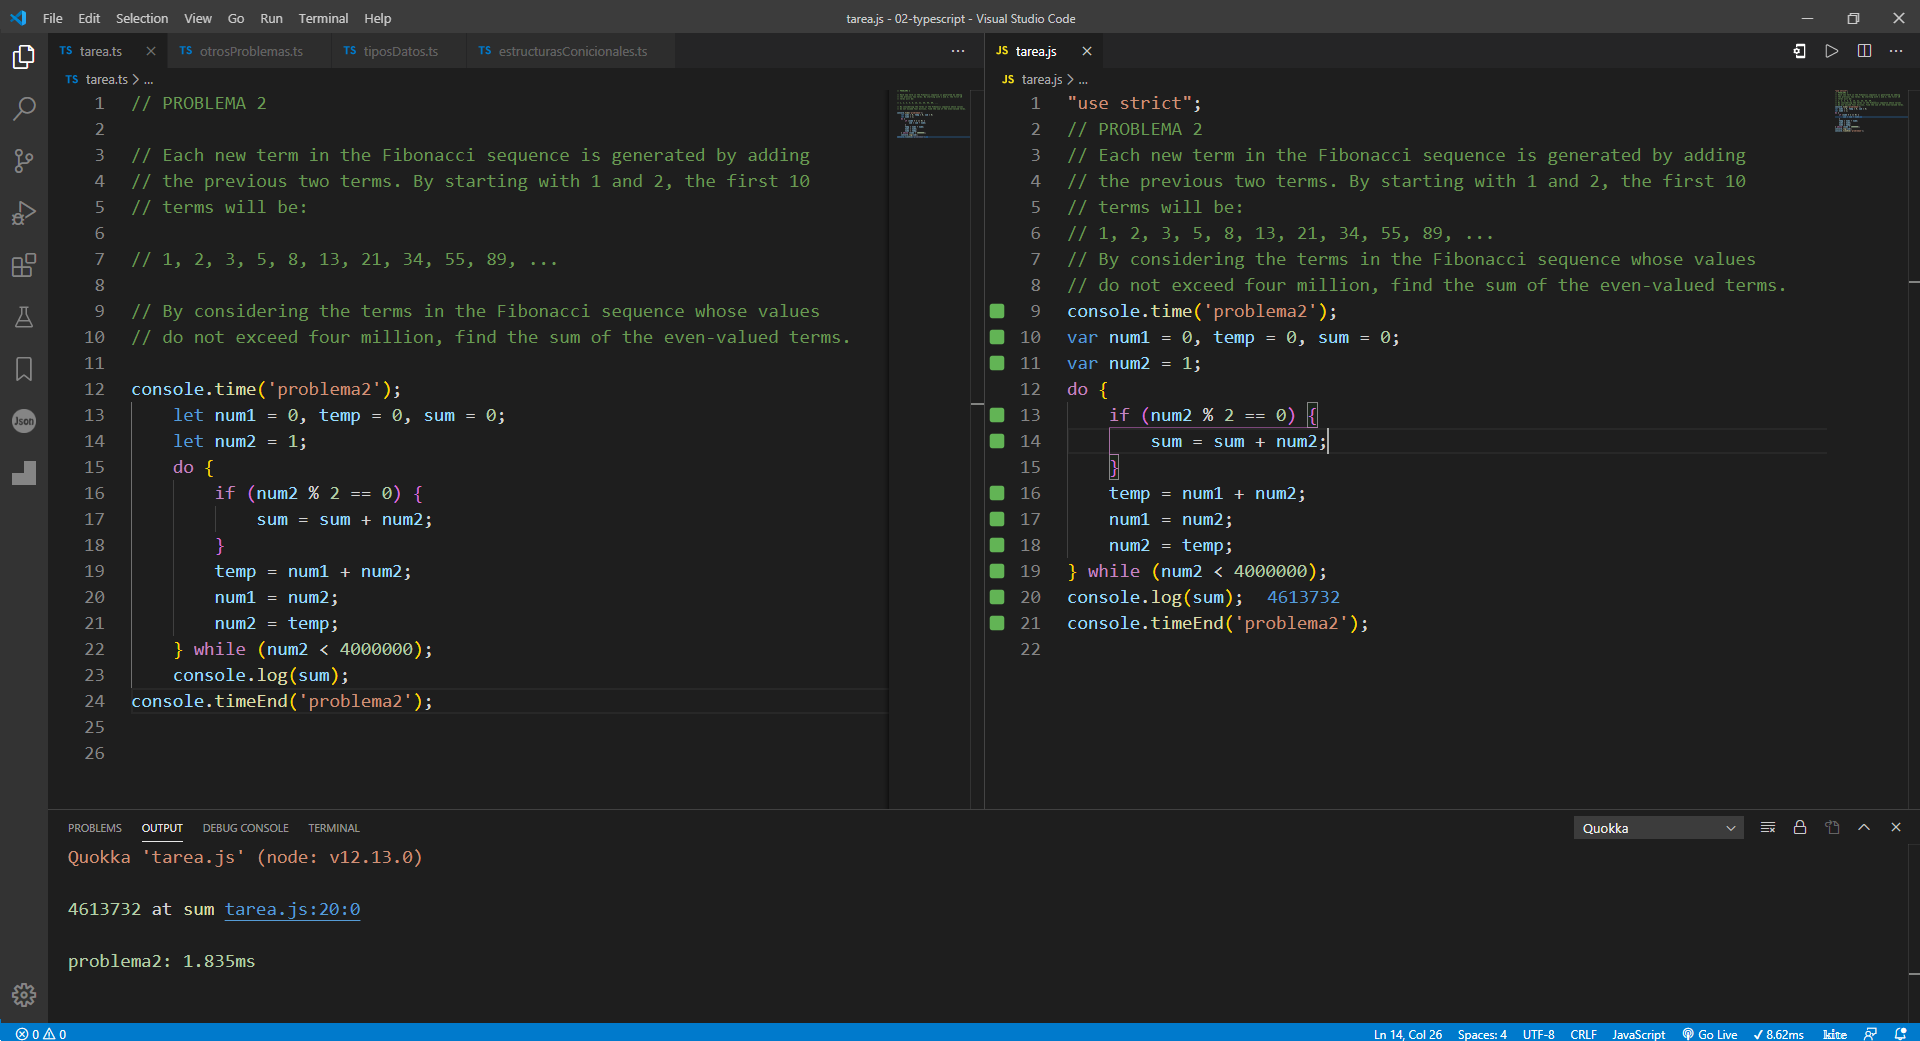 File Edit Selection View Go Run Terminal Help
tarea.js - 02-typescript - Visual Studio Code
TS tarea.ts
TS otrosProblemas.ts
TS tiposDatos.ts
TS estructurasConicionales.ts
TS tarea.ts > ...
1 // PROBLEMA 2
2
3 // Each new term in the Fibonacci sequence is generated by adding
4 // the previous two terms. By starting with 1 and 2, the first 10
5 // terms will be:
6
7 // 1, 2, 3, 5, 8, 13, 21, 34, 55, 89, ...
8
9 // By considering the terms in the Fibonacci sequence whose values
10 // do not exceed four million, find the sum of the even-valued terms.
11
12 console.time('problema2');
13 let num1 = 0, temp = 0, sum = 0;
14 let num2 = 1;
15 do {
16 if (num2 % 2 == 0) {
17 sum = sum + num2;
18 }
19 temp = num1 + num2;
20 num1 = num2;
21 num2 = temp;
22 } while (num2 < 4000000);
23 console.log(sum);
24 console.timeEnd('problema2');
25
26
JS tarea.js
JS tarea.js > ...
1 "use strict";
2 // PROBLEMA 2
3 // Each new term in the Fibonacci sequence is generated by adding
4 // the previous two terms. By starting with 1 and 2, the first 10
5 // terms will be:
6 // 1, 2, 3, 5, 8, 13, 21, 34, 55, 89, ...
7 // By considering the terms in the Fibonacci sequence whose values
8 // do not exceed four million, find the sum of the even-valued terms.
9 console.time('problema2');
10 var num1 = 0, temp = 0, sum = 0;
11 var num2 = 1;
12 do {
13 if (num2 % 2 == 0) {
14 sum = sum + num2;
15 }
16 temp = num1 + num2;
17 num1 = num2;
18 num2 = temp;
19 } while (num2 < 4000000);
20 console.log(sum); 4613732
21 console.timeEnd('problema2');
22
Json
PROBLEMS OUTPUT DEBUG CONSOLE TERMINAL
Quokka
Quokka 'tarea.js' (node: v12.13.0)
4613732 at sum tarea.js:20:0
problema2: 1.835ms
0 0
Ln 14, Col 26 Spaces: 4 UTF-8 CRLF JavaScript Go Live ✓ 8.62ms kite